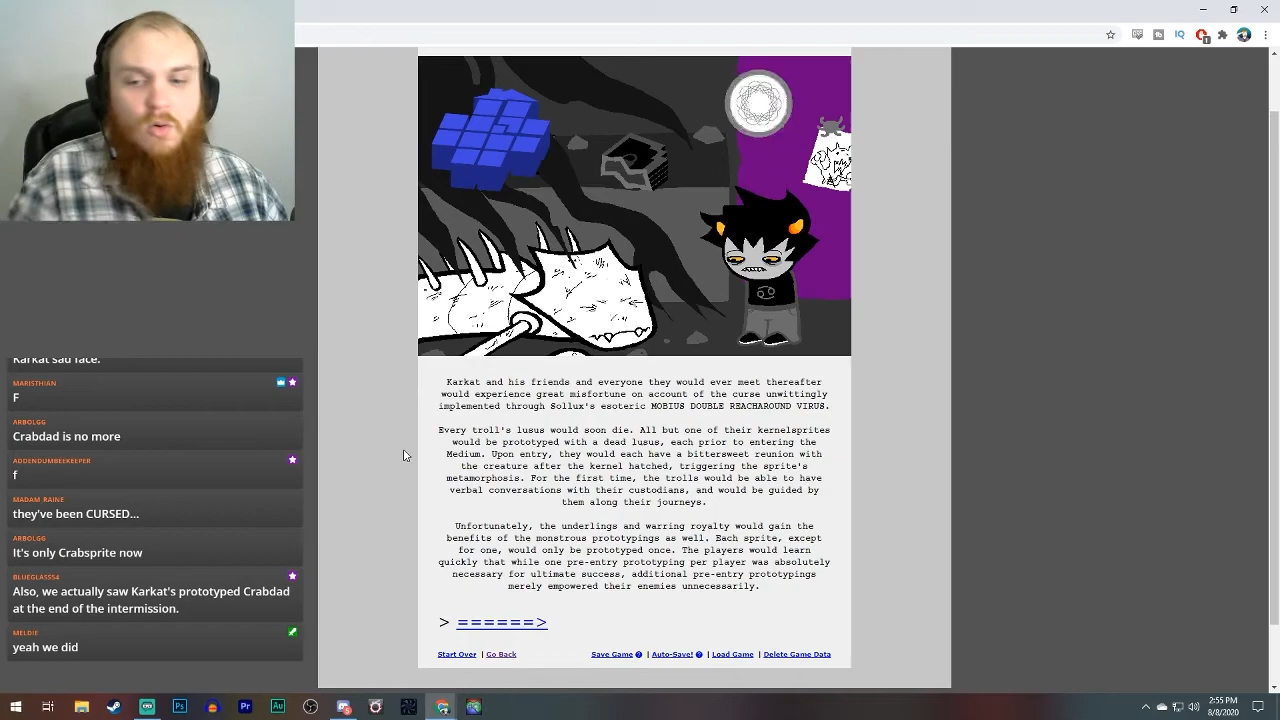 Karkat sad face.
MARISTHIAN
F
ARBOLGG
Crabdad is no more
ADDENDUMBEEKEEPER
f
MADAM RAINE
they've been CURSED...
ARBOLGG
It's only Crabsprite now
BLUEGLASS54
Also, we actually saw Karkat's prototyped Crabdad
at the end of the intermission.
MELDIE
yeah we did
Karkat and his friends and everyone they would ever meet thereafter
would experience great misfortune on account of the curse unwittingly
implemented through Sollux's esoteric MOBIUS DOUBLE REACHAROUND VIRUS.
Every troll's lusus would soon die. All but one of their kernelsprites
would be prototyped with a dead lusus, each prior to entering the
Medium. Upon entry, they would each have a bittersweet reunion with
the creature after the kernel hatched, triggering the sprite's
metamorphosis. For the first time, the trolls would be able to have
verbal conversations with their custodians, and would be guided by
them along their journeys.
Unfortunately, the underlings and warring royalty would gain the
benefits of the monstrous prototypings as well. Each sprite, except
for one, would only be prototyped once. The players would learn
quickly that while one pre-entry prototyping per player was absolutely
necessary for ultimate success, additional pre-entry prototypings
merely empowered their enemies unnecessarily.
> ======>
Start Over | Go Back Save Game ? | Auto-Save! ? | Load Game | Delete Game Data
IQ
1
Ps
Pr
Au
2:55 PM
8/8/2020